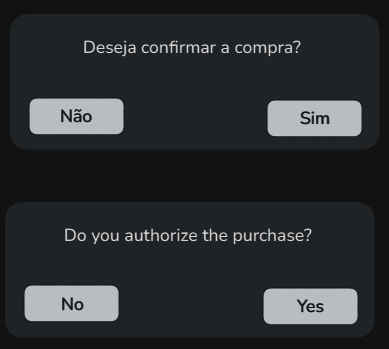 Deseja confirmar a compra?
Não
Sim
Do you authorize the purchase?
No
Yes